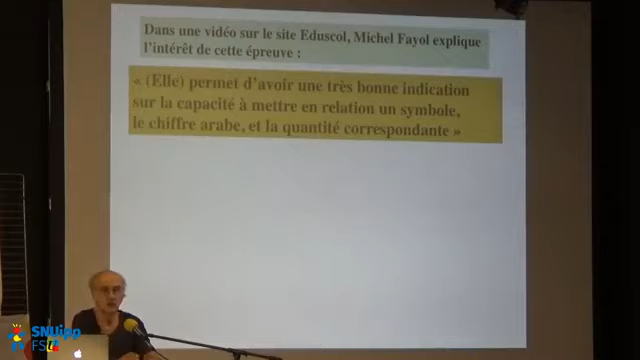 Dans une vidéo sur le site Eduscol, Michel Fayol explique
l'intérêt de cette épreuve :
« (Elle) permet d'avoir une très bonne indication
sur la capacité à mettre en relation un symbole,
le chiffre arabe, et la quantité correspondante »
SNUipp
FSU